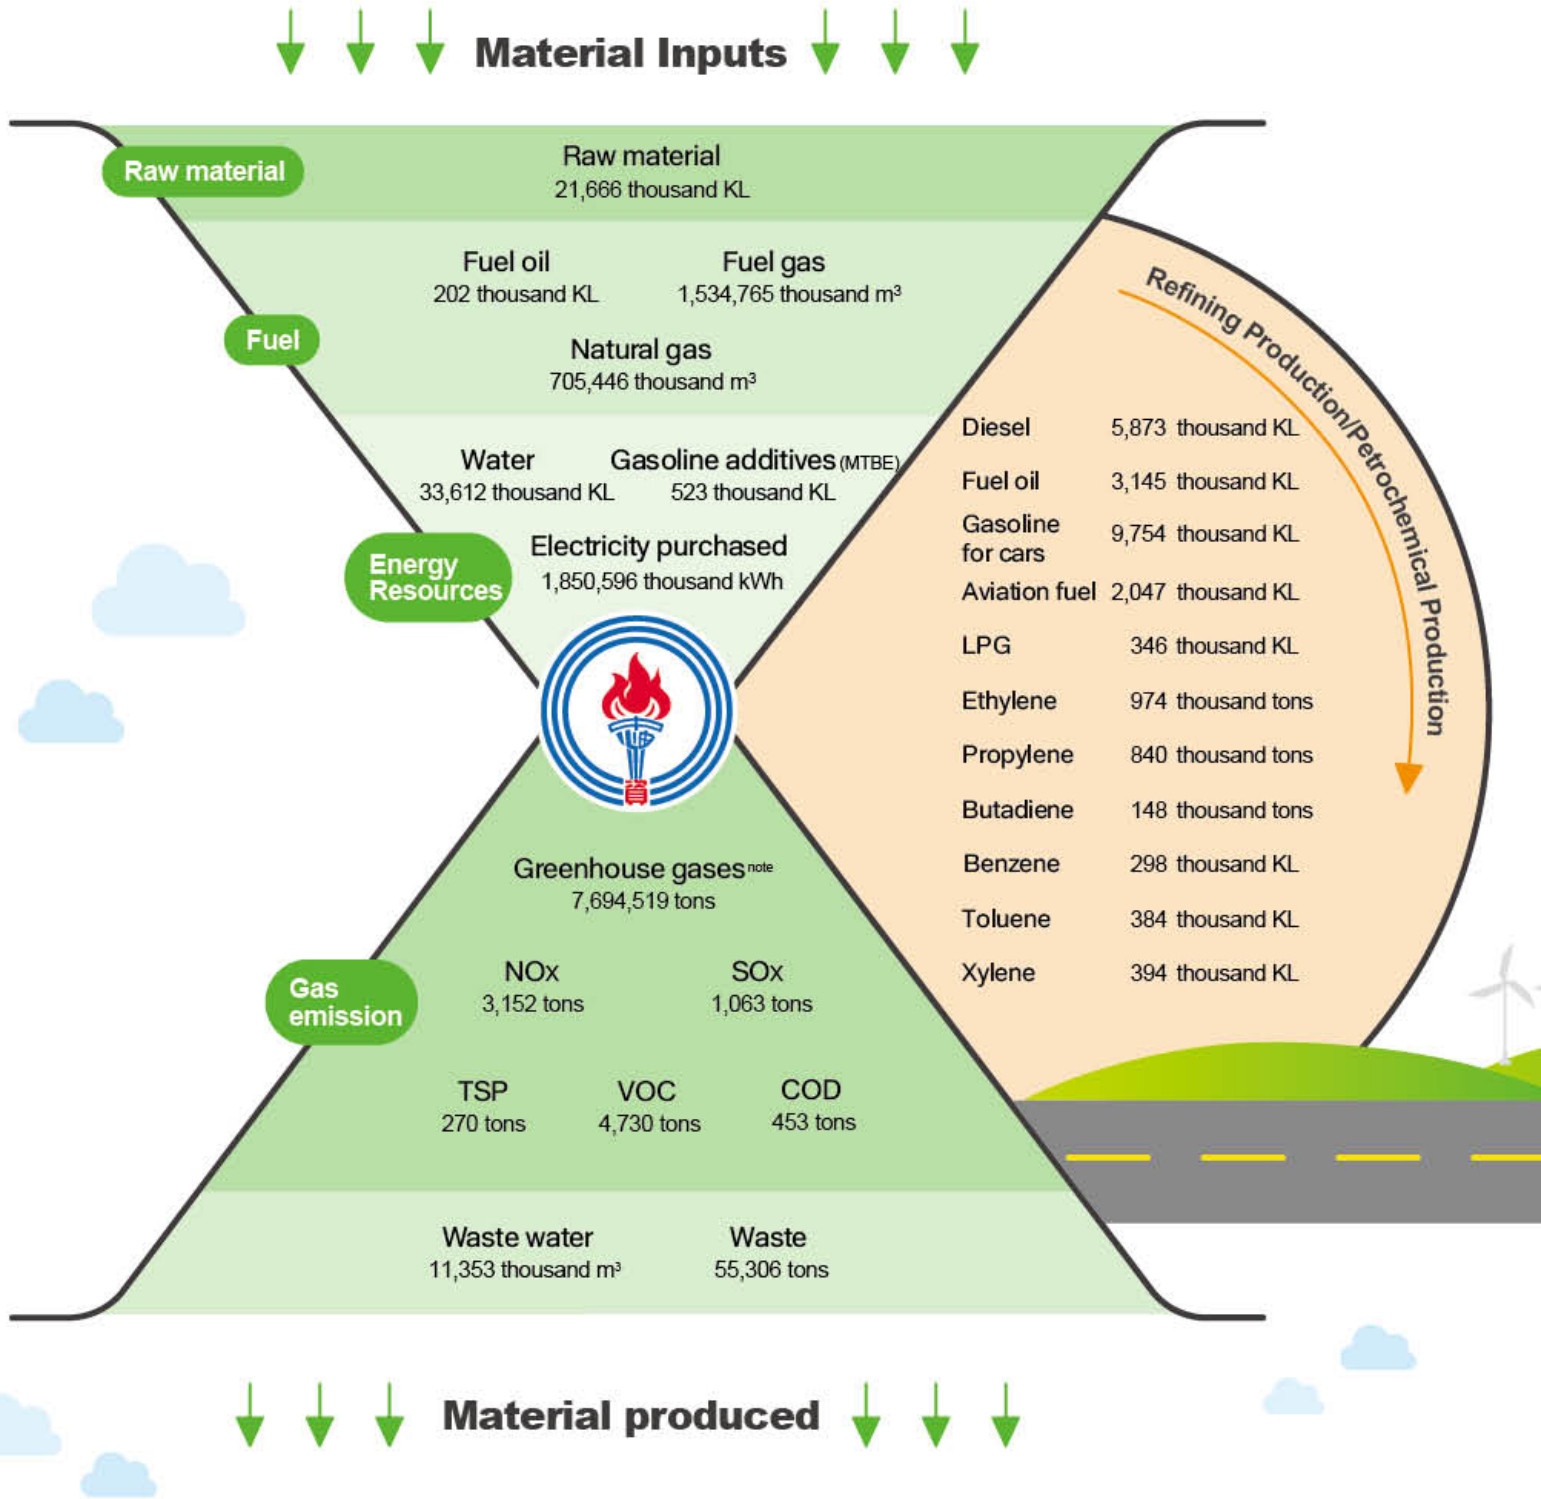 Material Inputs
Raw material
Raw material
21,666 thousand KL
Fuel
Fuel oil
202 thousand KL
Fuel gas
1,534,765 thousand m³
Natural gas
705,446 thousand m³
Energy
Resources
Water
33,612 thousand KL
Gasoline additives (MTBE)
523 thousand KL
Electricity purchased
1,850,596 thousand kWh
Refining Production/Petrochemical Production
Diesel 5,873 thousand KL
Fuel oil 3,145 thousand KL
Gasoline
for cars 9,754 thousand KL
Aviation fuel 2,047 thousand KL
LPG 346 thousand KL
Ethylene 974 thousand tons
Propylene 840 thousand tons
Butadiene 148 thousand tons
Benzene 298 thousand KL
Toluene 384 thousand KL
Xylene 394 thousand KL
Gas
emission
Greenhouse gases note
7,694,519 tons
NOx
3,152 tons
SOx
1,063 tons
TSP
270 tons
VOC
4,730 tons
COD
453 tons
Waste water
11,353 thousand m³
Waste
55,306 tons
Material produced